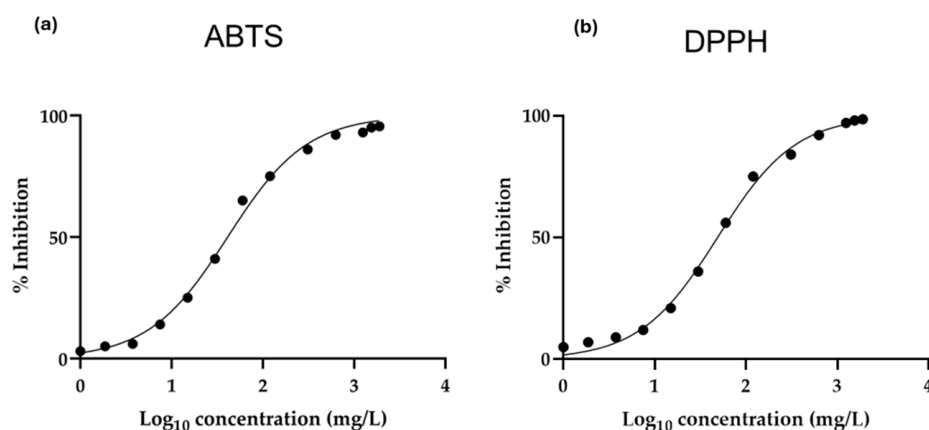 (a)
ABTS
100
50
0
% Inhibition
0 1 2 3 4
Log10 concentration (mg/L)
(b)
DPPH
100
50
0
% Inhibition
0 1 2 3 4
Log10 concentration (mg/L)